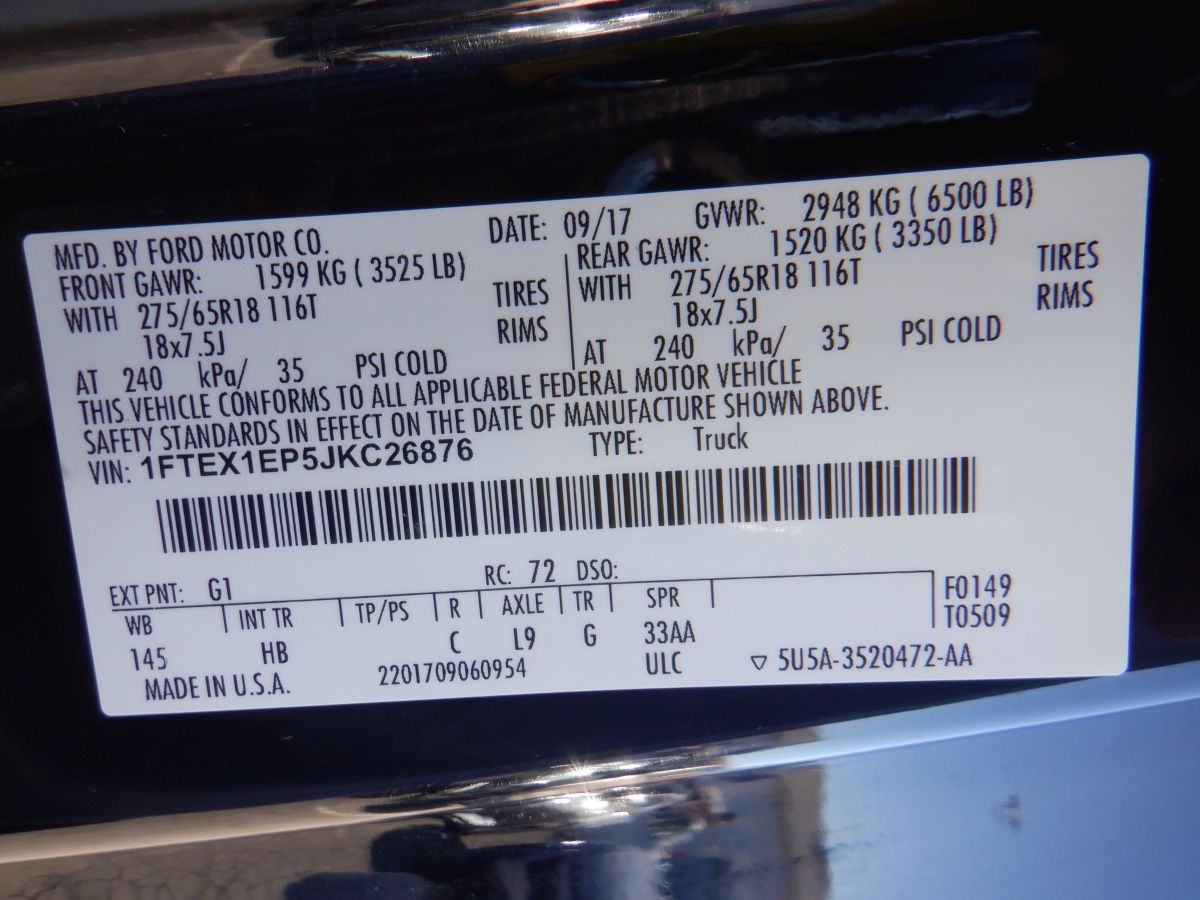 MFD. BY FORD MOTOR CO. DATE: 09/17 GVWR: 2948 KG ( 6500 LB)
FRONT GAWR: 1599 KG ( 3525 LB) REAR GAWR: 1520 KG ( 3350 LB)
WITH 275/65R18 116T TIRES WITH 275/65R18 116T TIRES
18x7.5J RIMS 18x7.5J RIMS
AT 240 kPa/ 35 PSI COLD AT 240 kPa/ 35 PSI COLD
THIS VEHICLE CONFORMS TO ALL APPLICABLE FEDERAL MOTOR VEHICLE
SAFETY STANDARDS IN EFFECT ON THE DATE OF MANUFACTURE SHOWN ABOVE.
VIN: 1FTEX1EP5JKC26876 TYPE: Truck
EXT PNT: G1 RC: 72 DSO:
WB INT TR TP/PS R AXLE TR SPR F0149
T0509
145 HB C L9 G 33AA
MADE IN U.S.A. 2201709060954 ULC ▽ 5U5A-3520472-AA